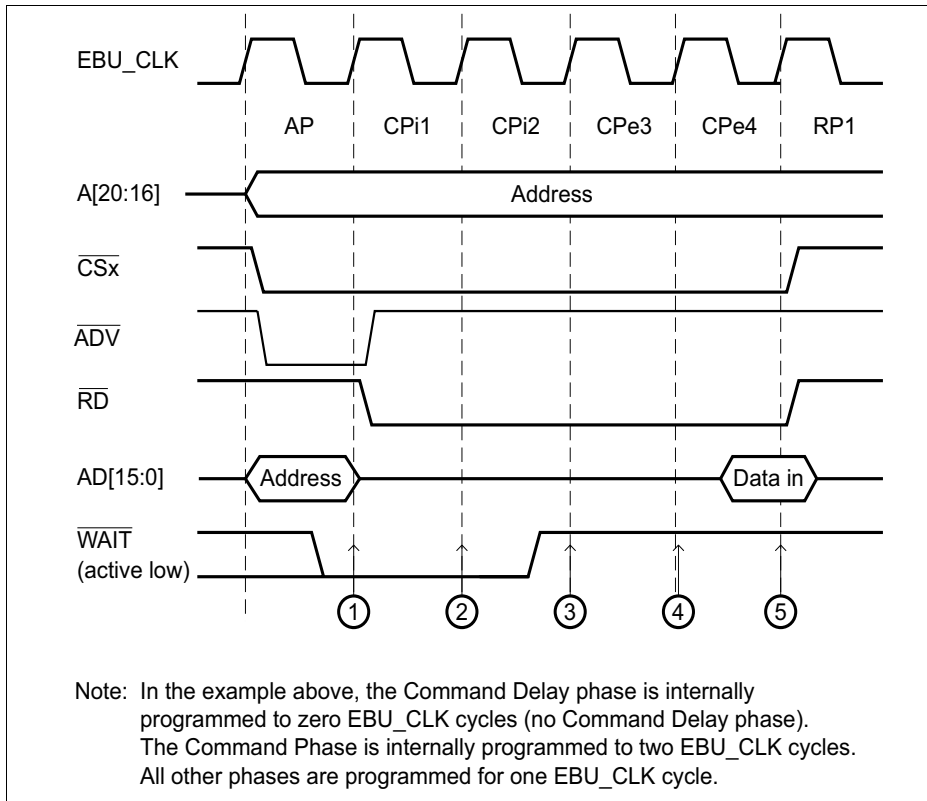 EBU_CLK
AP CPi1 CPi2 CPe3 CPe4 RP1
A[20:16] Address
CSx
ADV
RD
AD[15:0] Address Data in
WAIT
(active low)
1 2 3 4 5
Note: In the example above, the Command Delay phase is internally
programmed to zero EBU_CLK cycles (no Command Delay phase).
The Command Phase is internally programmed to two EBU_CLK cycles.
All other phases are programmed for one EBU_CLK cycle.